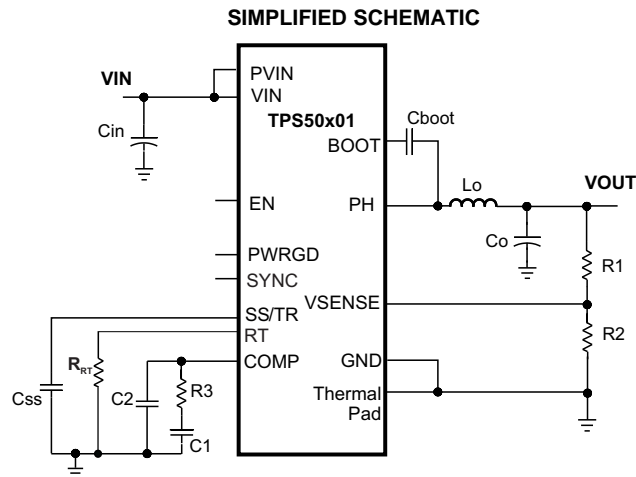 SIMPLIFIED SCHEMATIC
VIN
PVIN
VIN
TPS50x01
Cin
Cboot
BOOT
Lo
VOUT
EN
PH
Co
R1
PWRGD
SYNC
VSENSE
SS/TR
RT
R2
RRT
COMP
GND
Css
C2
R3
Thermal
Pad
C1